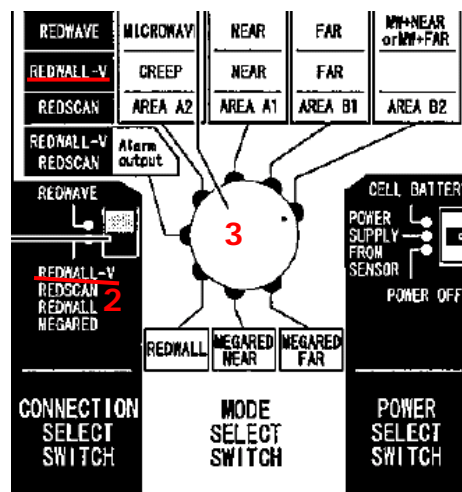 REDWAVE MICROWAV NEAR FAR MW+NEAR
orMW+FAR
REDWALL-V CREEP NEAR FAR
REDSCAN AREA A2 AREA A1 AREA B1 AREA B2
REDWALL-V
REDSCAN
Alarm
output
REDWAVE
REDWALL-V
REDSCAN
REDWALL
MEGARED
2
3
CELL BATTER
POWER
SUPPLY
FROM
SENSOR
POWER OFF
REDWALL
MEGARED
NEAR
MEGARED
FAR
CONNECTION
SELECT
SWITCH
MODE
SELECT
SWITCH
POWER
SELECT
SWITCH